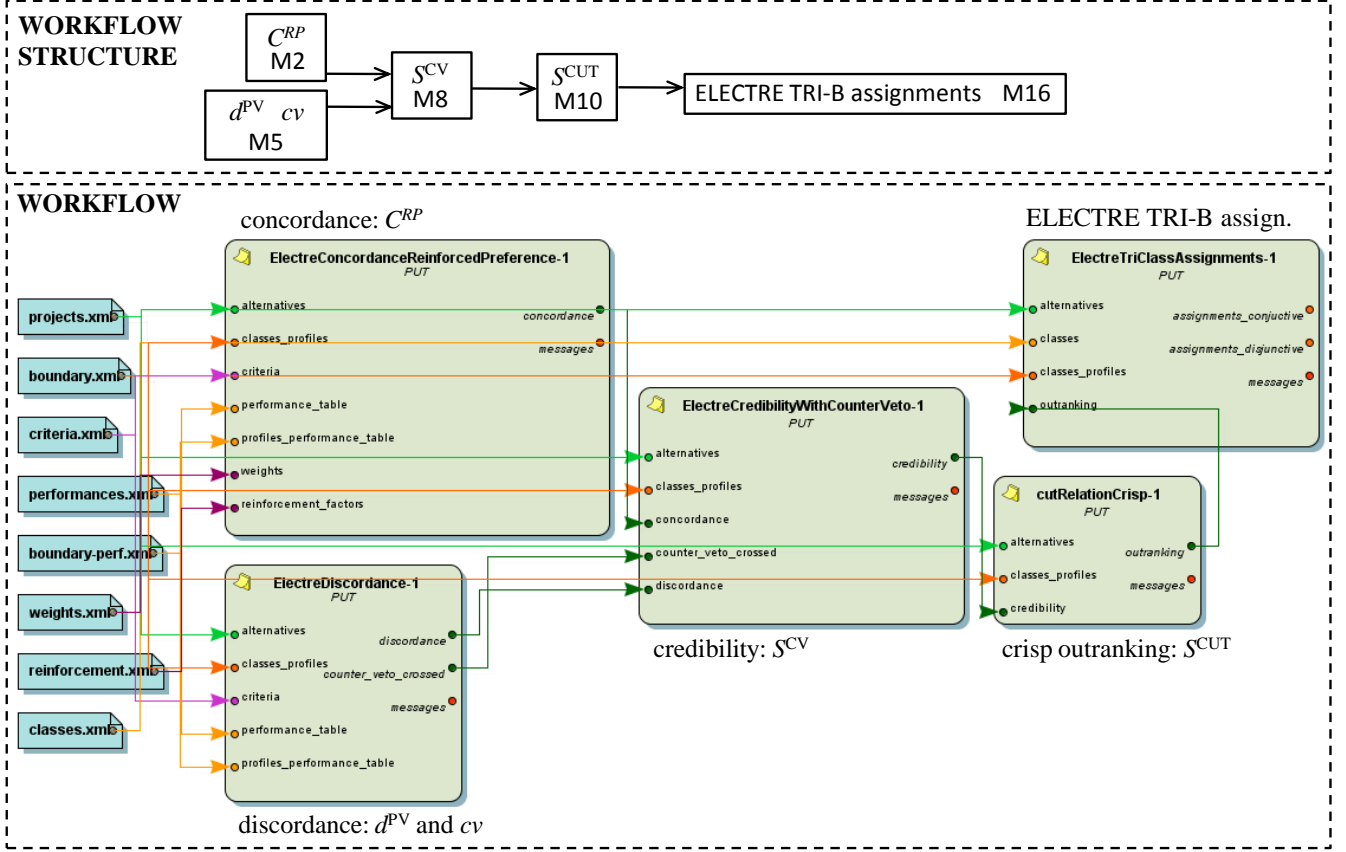 WORKFLOW
STRUCTURE
C^RP
M2
d^PV cv
M5
S^CV
M8
S^CUT
M10
ELECTRE TRI-B assignments M16
WORKFLOW
concordance: C^RP
ELECTRE TRI-B assign.
projects.xml
boundary.xml
criteria.xml
performances.xml
boundary-perf.xml
weights.xml
reinforcement.xml
classes.xml
ElectreConcordanceReinforcedPreference-1
PUT
alternatives
concordance
classes_profiles
messages
criteria
performance_table
profiles_performance_table
weights
reinforcement_factors
ElectreDiscordance-1
PUT
alternatives
discordance
classes_profiles
counter_veto_crossed
criteria
messages
performance_table
profiles_performance_table
discordance: d^PV and cv
ElectreCredibilityWithCounterVeto-1
PUT
alternatives
credibility
classes_profiles
messages
concordance
counter_veto_crossed
discordance
credibility: S^CV
ElectreTriClassAssignments-1
PUT
alternatives
assignments_conjuctive
classes
assignments_disjunctive
classes_profiles
messages
outranking
cutRelationCrisp-1
PUT
alternatives
outranking
classes_profiles
messages
credibility
crisp outranking: S^CUT